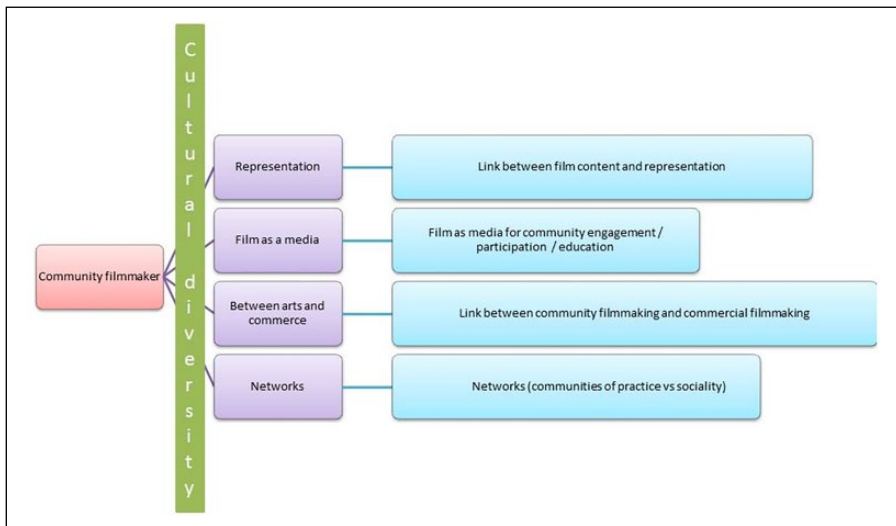 Community filmmaker
Cultural diversity
Representation
Link between film content and representation
Film as a media
Film as media for community engagement /
participation / education
Between arts and
commerce
Link between community filmmaking and commercial filmmaking
Networks
Networks (communities of practice vs sociality)